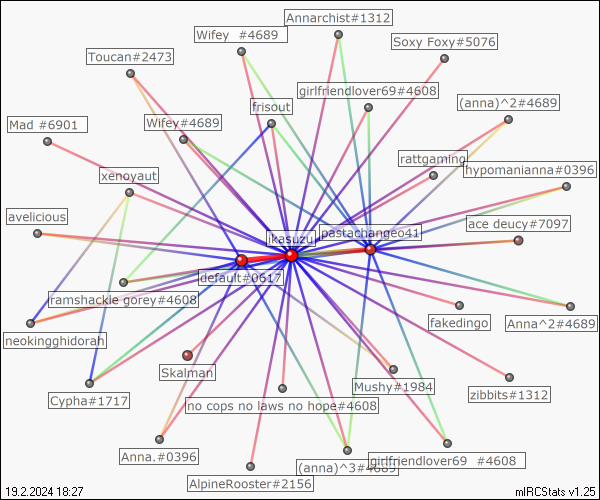 Annarchist#1312
Wifey #4689
Soxy Foxy#5076
Toucan#2473
girlfriendlover69#4608
(anna)^2#4689
frisout
Mad #6901
Wifey#4689
rattgaming
hypomanianna#0396
xenoyaut
avelicious
ace deucy#7097
pastachangeo41
ikasuzu
default#0617
ramshackle gorey#4608
fakedingo
Anna^2#4689
neokingghidorah
Skalman
Mushy#1984
zibbits#1312
Cypha#1717
no cops no laws no hope#4608
Anna.#0396
girlfriendlover69 #4608
(anna)^3#4689
AlpineRooster#2156
19.2.2024 18:27
mIRCStats v1.25